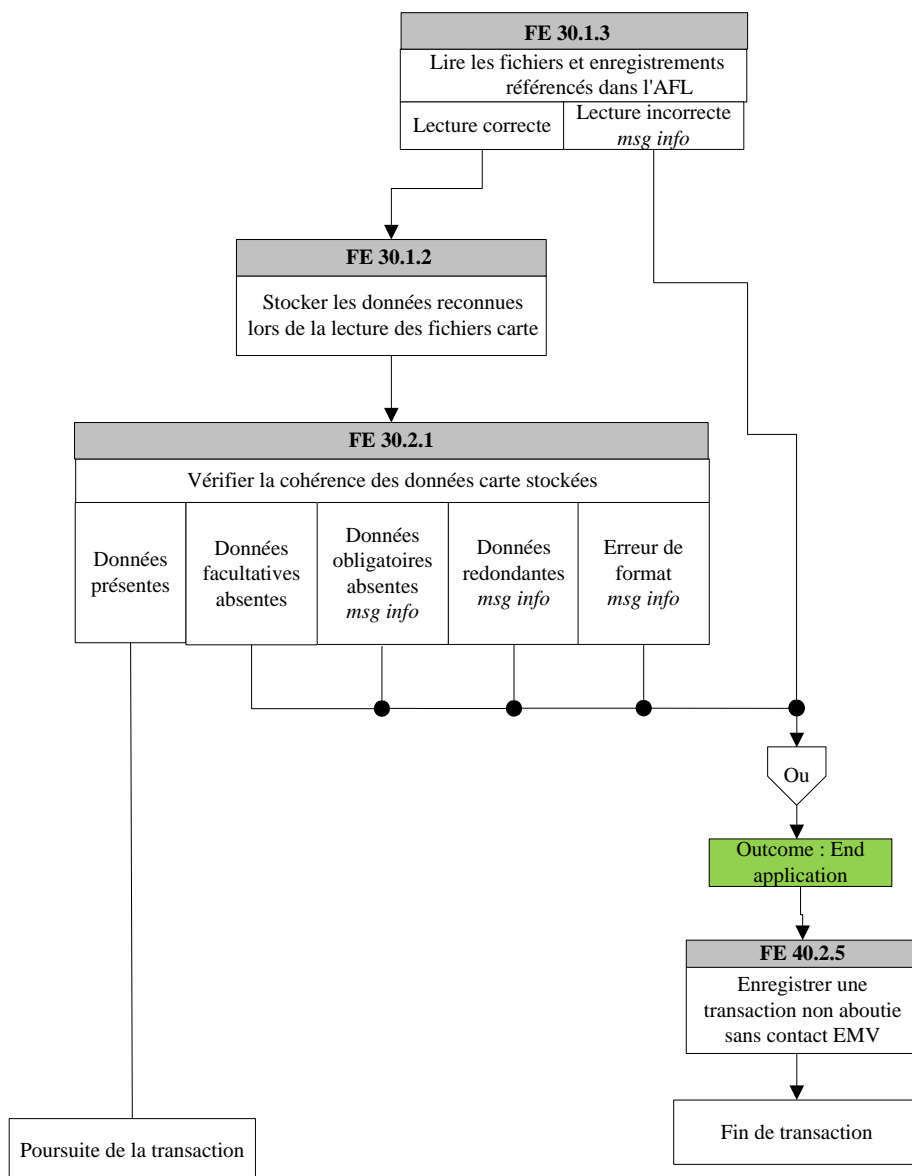 FE 30.1.3
Lire les fichiers et enregistrements
référencés dans l'AFL
Lecture correcte
Lecture incorrecte
msg info
FE 30.1.2
Stocker les données reconnues
lors de la lecture des fichiers carte
FE 30.2.1
Vérifier la cohérence des données carte stockées
Données
présentes
Données
facultatives
absentes
Données
obligatoires
absentes
msg info
Données
redondantes
msg info
Erreur de
format
msg info
Ou
Outcome : End
application
FE 40.2.5
Enregistrer une
transaction non aboutie
sans contact EMV
Fin de transaction
Poursuite de la transaction